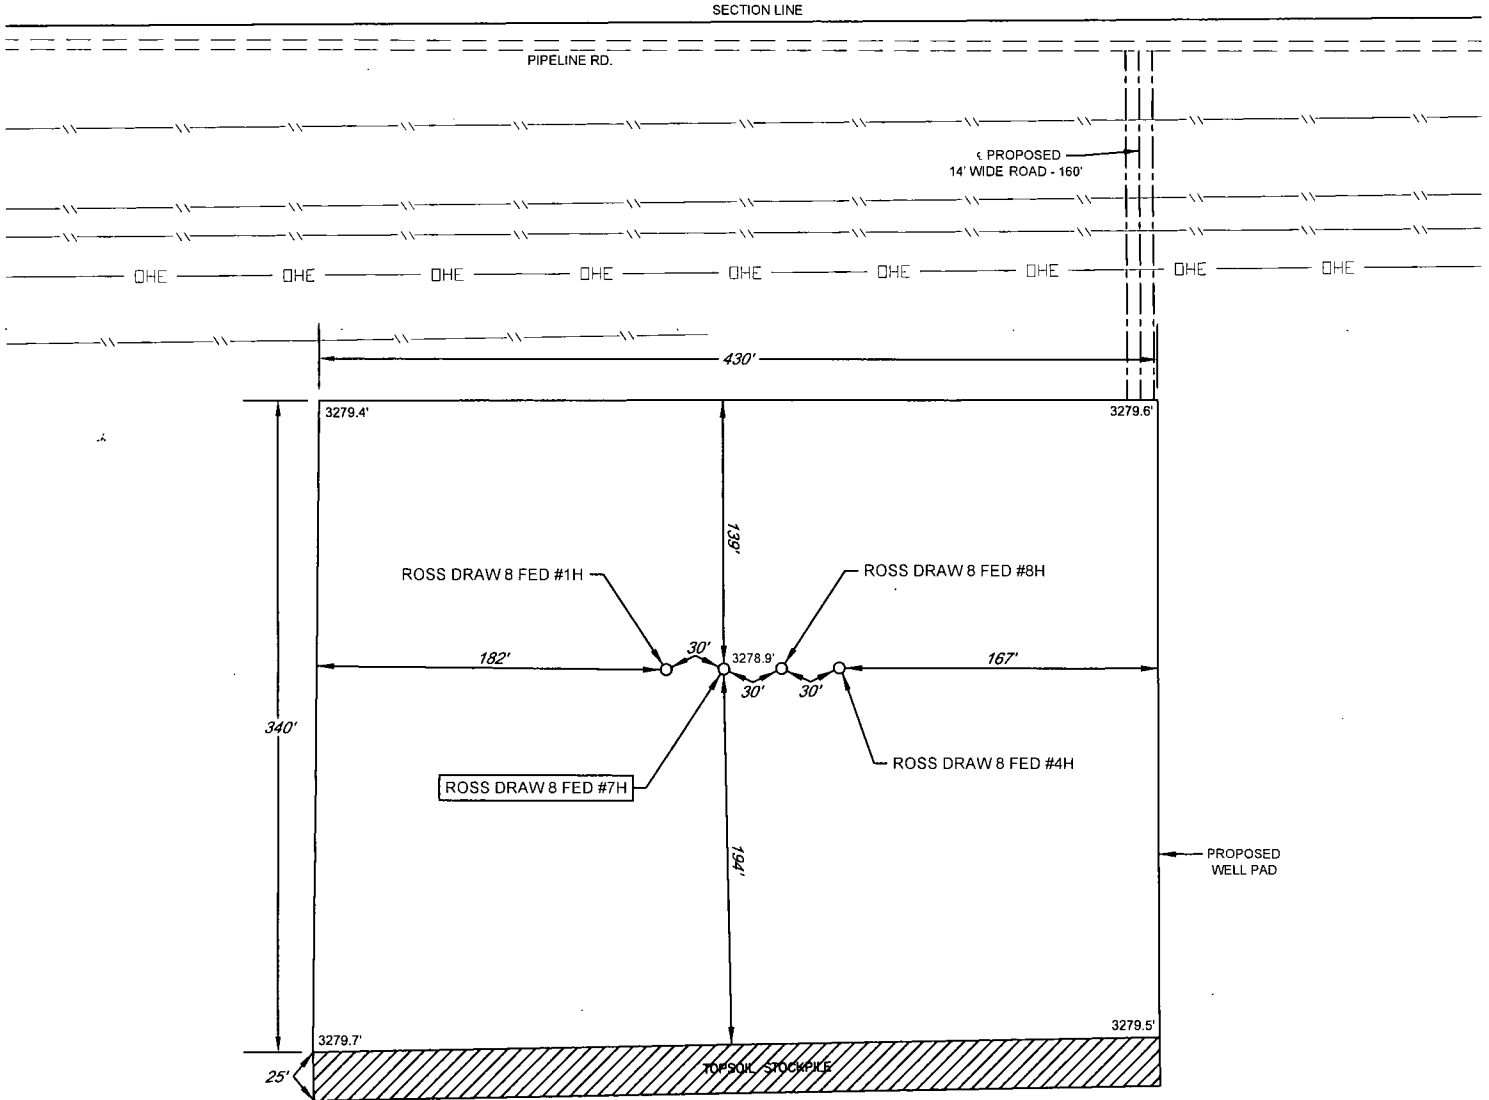 SECTION LINE
PIPELINE RD.
℄ PROPOSED
14' WIDE ROAD - 160'
OHE OHE OHE OHE OHE OHE OHE OHE OHE
430'
3279.4'
3279.6'
139'
ROSS DRAW 8 FED #1H
ROSS DRAW 8 FED #8H
182'
30'
3278.9'
30'
30'
167'
340'
ROSS DRAW 8 FED #4H
ROSS DRAW 8 FED #7H
194'
PROPOSED
WELL PAD
3279.7'
3279.5'
TOPSOIL STOCKPILE
25'